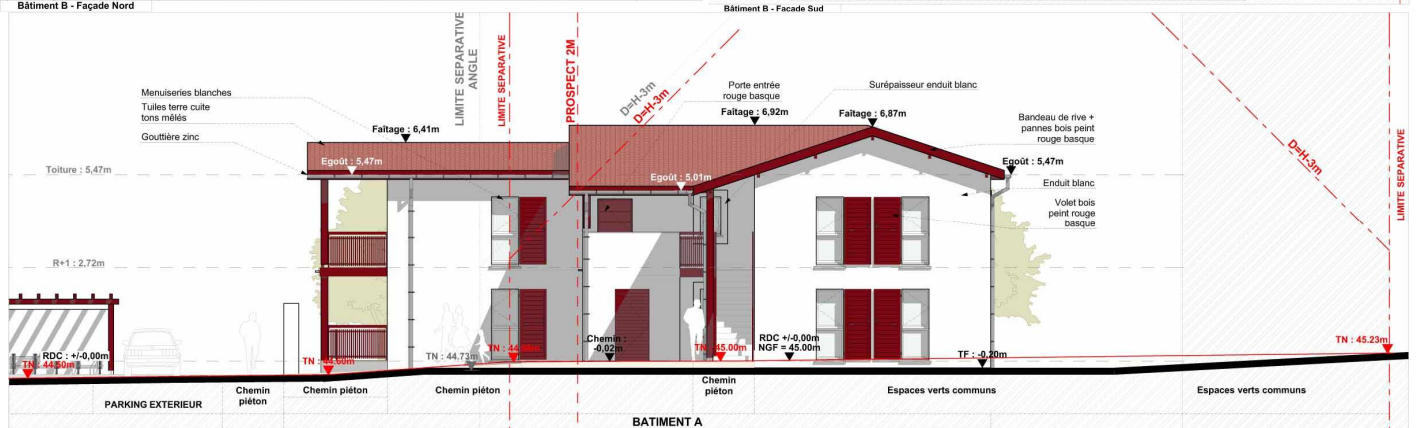 Bâtiment B - Façade Nord
Bâtiment B - Facade Sud
LIMITE SEPARATIVE
ANGLE
LIMITE SEPARATIVE
PROSPECT 2M
D=H-3m
D=H-3m
D=H-3m
LIMITE SEPARATIVE
Menuiseries blanches
Tuiles terre cuite
tons mêlés
Gouttière zinc
Porte entrée
rouge basque
Surépaisseur enduit blanc
Bandeau de rive +
pannes bois peint
rouge basque
Faîtage : 6,41m
Faîtage : 6,92m
Faîtage : 6,87m
Toiture : 5,47m
Egoût : 5,47m
Egoût : 5,01m
Egoût : 5,47m
Enduit blanc
Volet bois
peint rouge
basque
R+1 : 2,72m
RDC : +/-0,00m
TN : 44.50m
TN : 44.60m
TN : 44.73m
TN :
Chemin :
-0,02m
TN : 45.00m
RDC +/-0,00m
NGF = 45.00m
TF : -0.20m
TN : 45.23m
PARKING EXTERIEUR
Chemin
piéton
Chemin piéton
Chemin piéton
Chemin
piéton
Espaces verts communs
Espaces verts communs
BATIMENT A